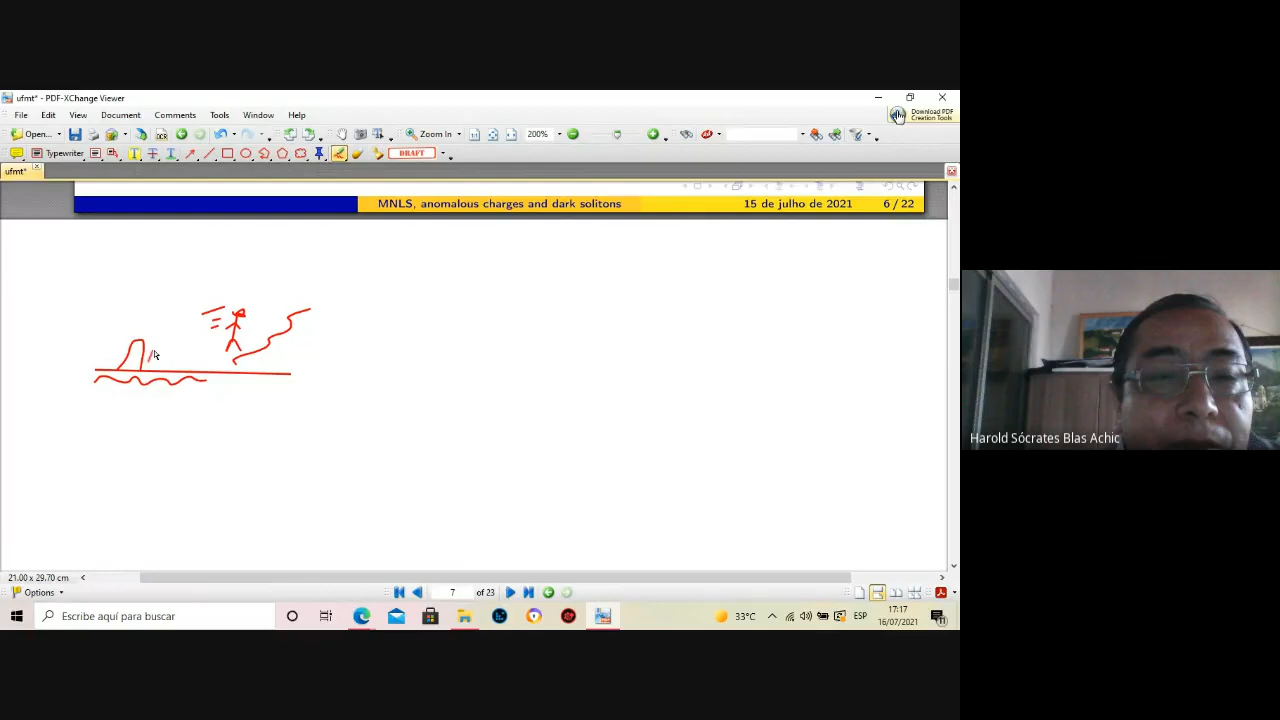 ufmt* - PDF-XChange Viewer
File Edit View Document Comments Tools Window Help
Download PDF
Creation Tools
Open...
OCR
Zoom In
200%
Typewriter
DRAFT
ufmt*
MNLS, anomalous charges and dark solitons 15 de julho de 2021 6 / 22
Harold Sócrates Blas Achic
21.00 x 29.70 cm
Options
7 of 23
Escribe aquí para buscar
33°C
ESP
17:17
16/07/2021